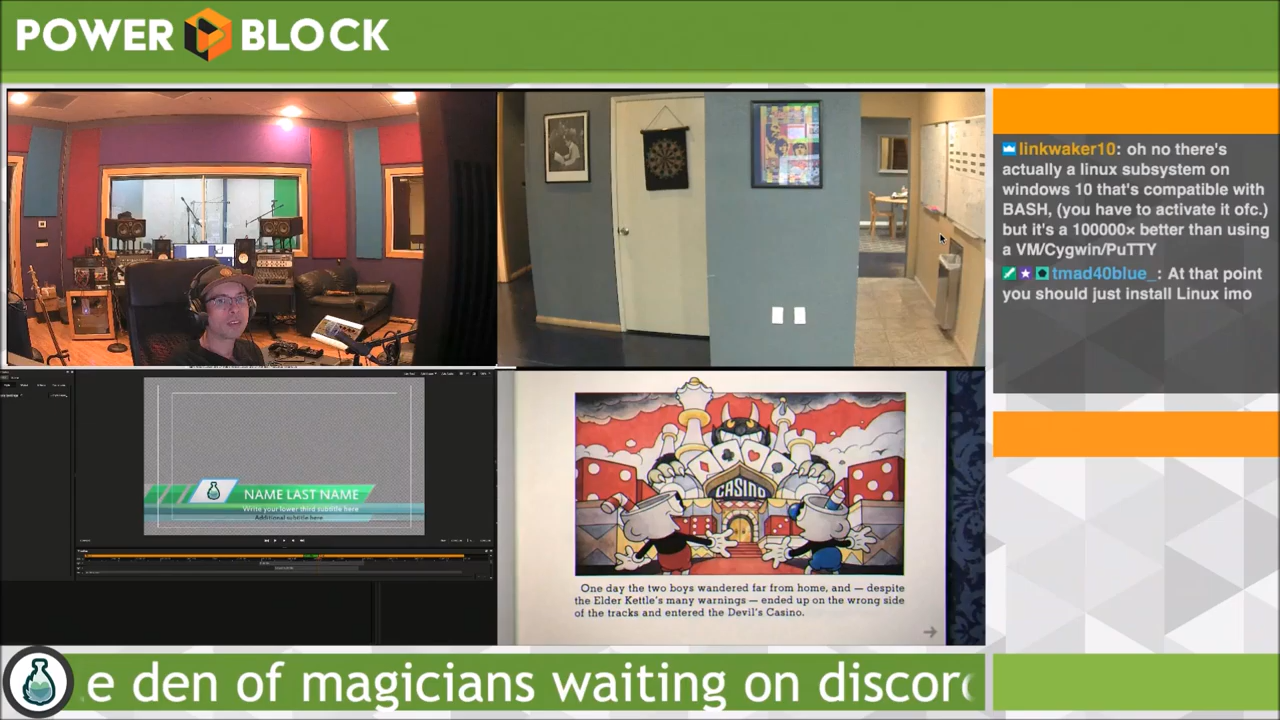 POWER BLOCK
linkwaker10: oh no there's
actually a linux subsystem on
windows 10 that's compatible with
BASH, (you have to activate it ofc.)
but it's a 100000× better than using
a VM/Cygwin/PuTTY
tmad40blue_: At that point
you should just install Linux imo
NAME LAST NAME
Write your lower third subtitle here
Additional subtitle here
CASINO
One day the two boys wandered far from home, and — despite
the Elder Kettle's many warnings — ended up on the wrong side
of the tracks and entered the Devil's Casino.
e den of magicians waiting on discord